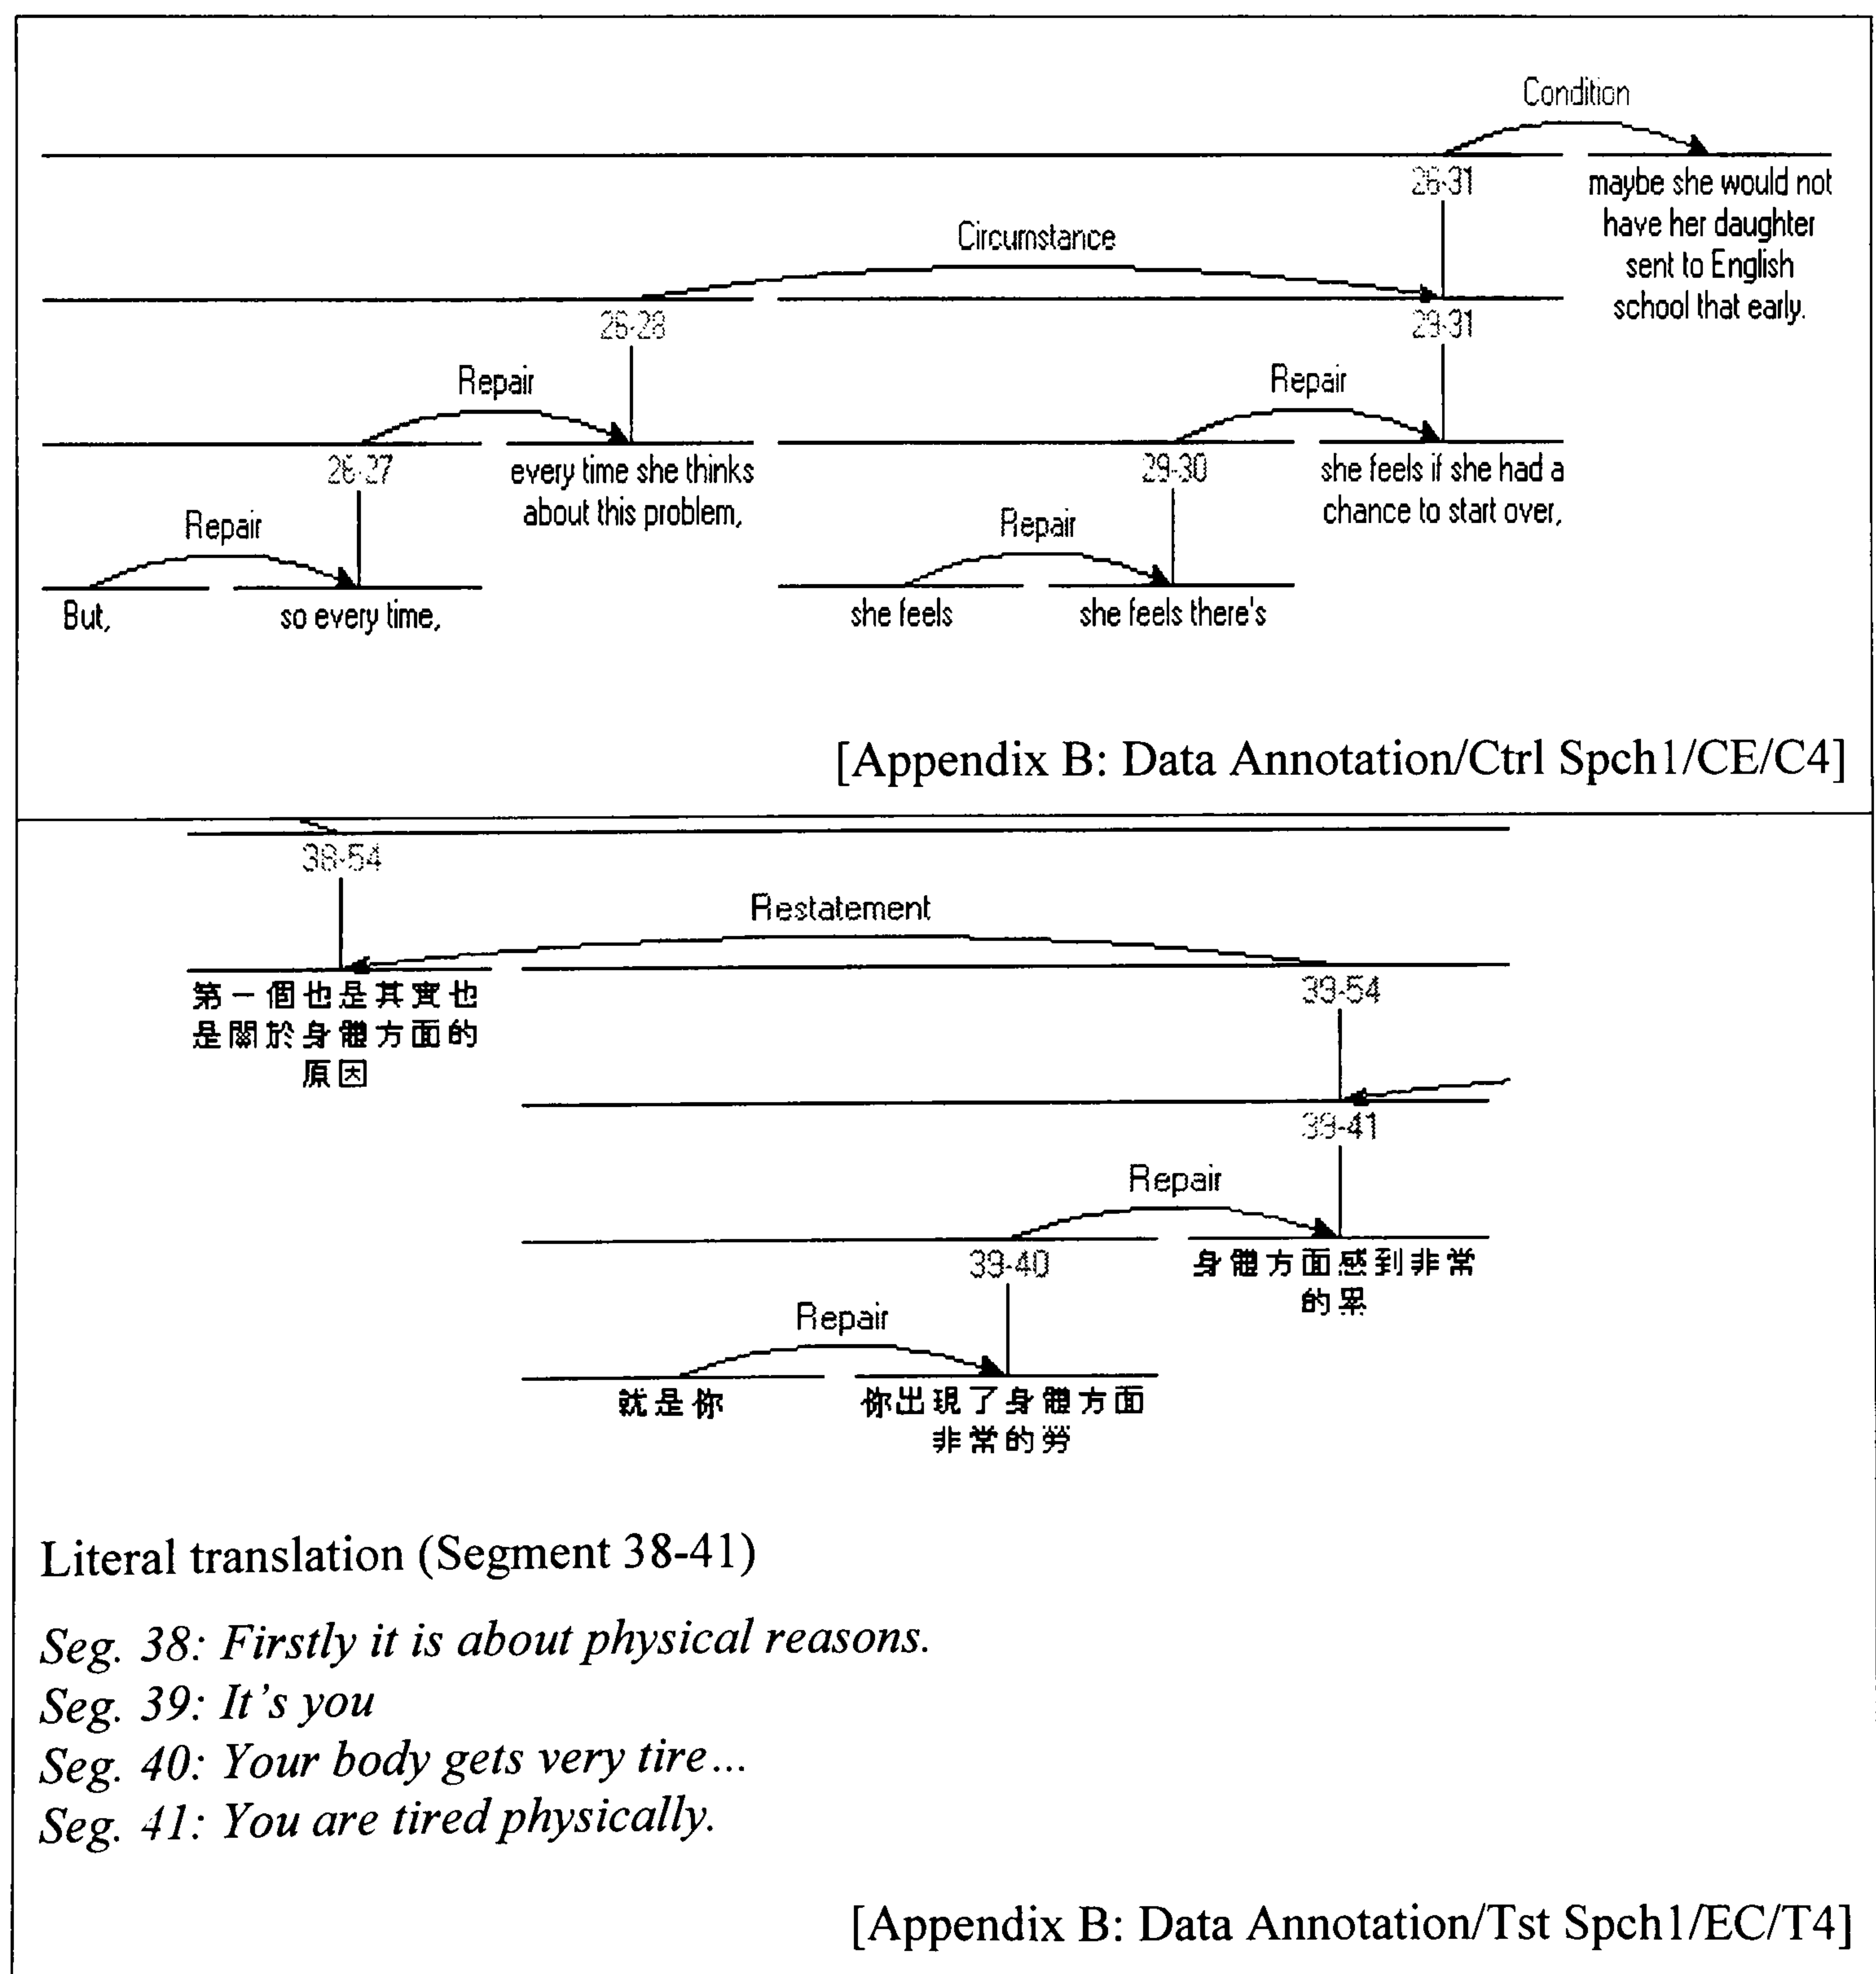 Condition
26-31
maybe she would not
have her daughter
sent to English
school that early.
Circumstance
26-28
29-31
Repair
Repair
26-27
every time she thinks
about this problem,
29-30
she feels if she had a
chance to start over,
Repair
Repair
But,
so every time,
she feels
she feels there's
[Appendix B: Data Annotation/Ctrl Spch1/CE/C4]
38-54
Restatement
第一個也是其實也
是關於身體方面的
原因
39-54
39-41
Repair
39-40
身體方面感到非常
的累
Repair
就是你
你出現了身體方面
非常的勞
Literal translation (Segment 38-41)
Seg. 38: Firstly it is about physical reasons.
Seg. 39: It's you
Seg. 40: Your body gets very tire...
Seg. 41: You are tired physically.
[Appendix B: Data Annotation/Tst Spch1/EC/T4]